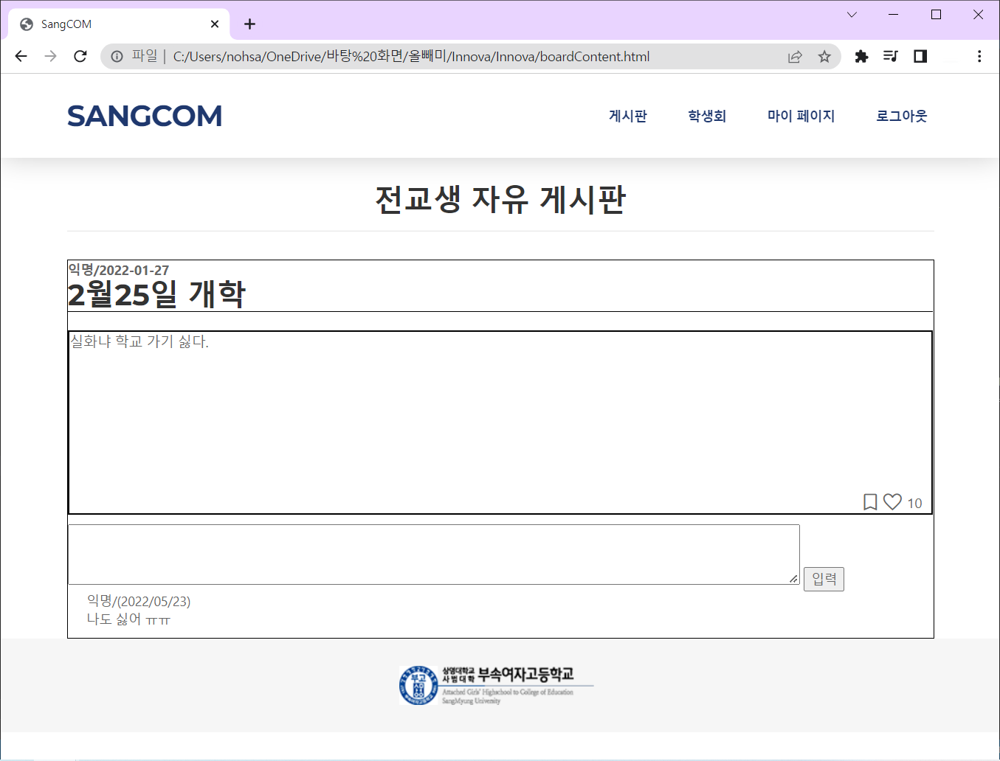 SangCOM
파일 | C:/Users/nohsa/OneDrive/바탕%20화면/올빼미/Innova/Innova/boardContent.html
SANGCOM
게시판 학생회 마이 페이지 로그아웃
전교생 자유 게시판
익명/2022-01-27
2월25일 개학
실화냐 학교 가기 싫다.
10
입력
익명/(2022/05/23)
나도 싫어 ㅠㅠ
상명대학교
사범대학 부속여자고등학교
Attached Girls' Highschool to College of Education
SangMyung University